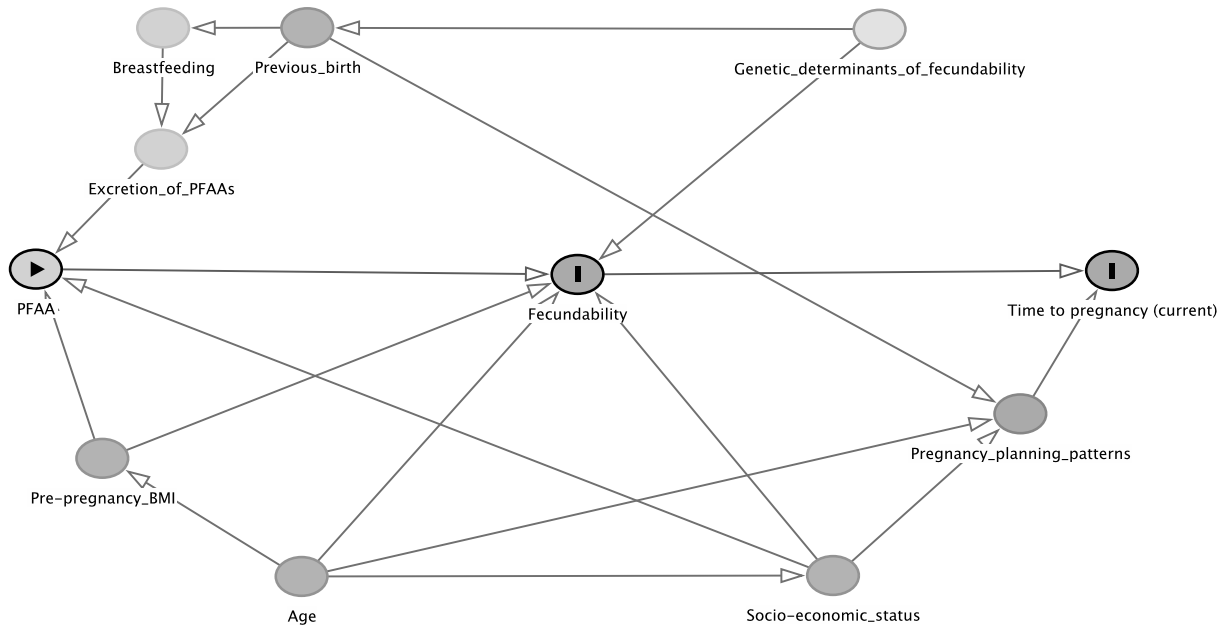 Breastfeeding
Previous_birth
Genetic_determinants_of_fecundability
Excretion_of_PFAAs
PFAA
Fecundability
Time to pregnancy (current)
Pregnancy_planning_patterns
Pre-pregnancy_BMI
Age
Socio-economic_status